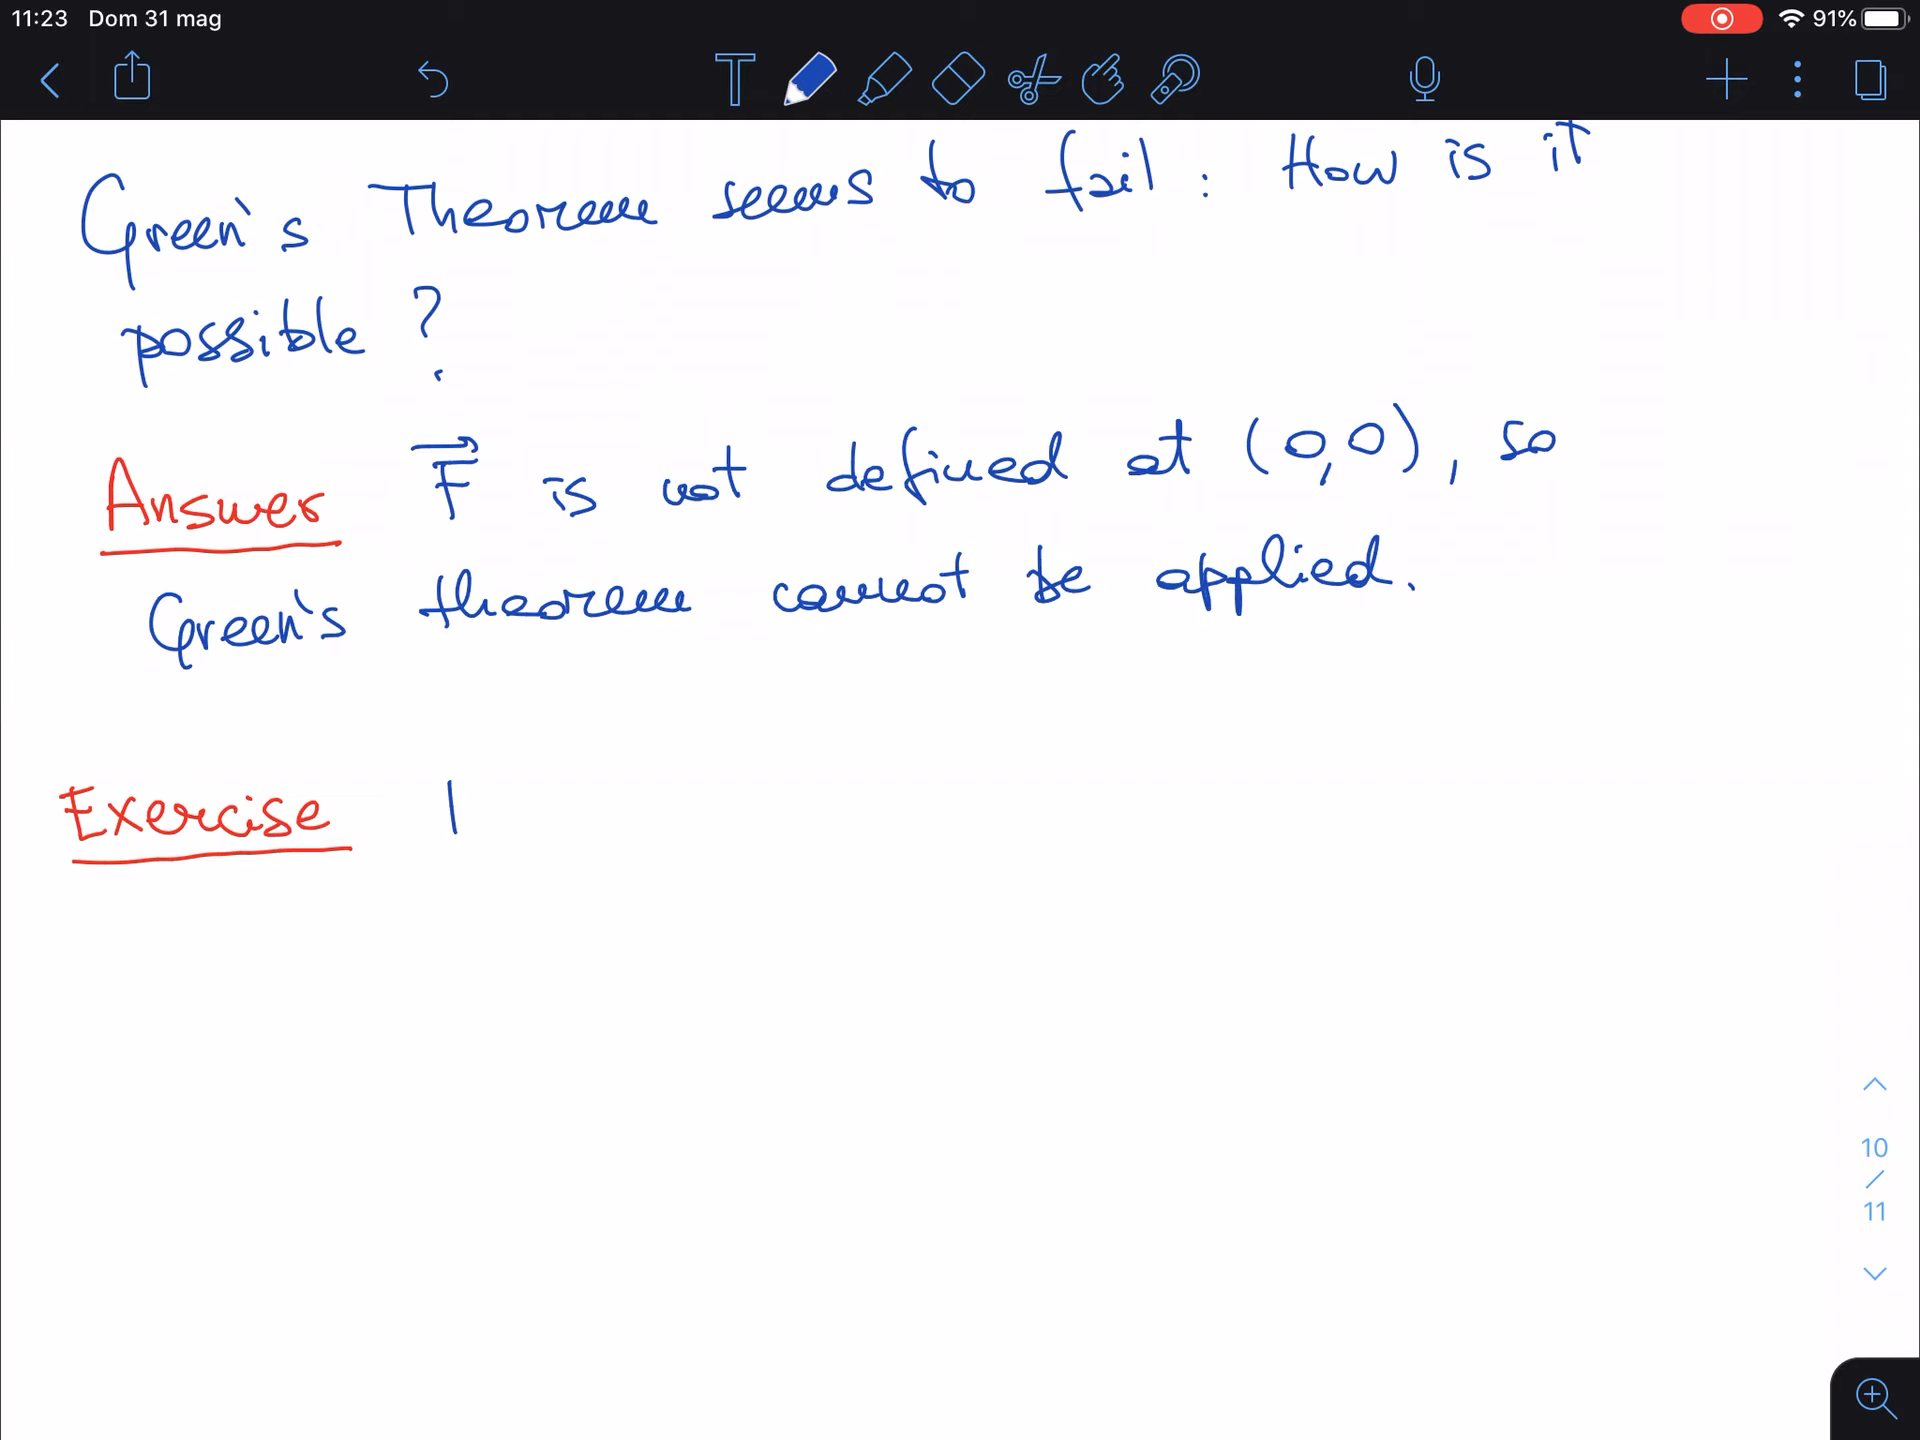 11:23 Dom 31 mag 91%
T
Green's Theorem seems to fail : How is it
possible ?
Answer F is not defined at (0,0), so
Green's theorem cannot be applied.
Exercise
10
/
11